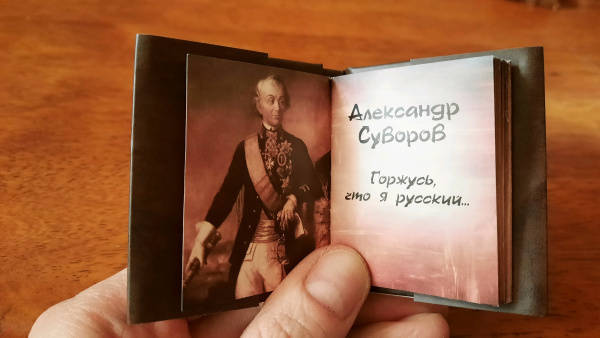 Александр
Суворов
Горжусь,
что я русский...